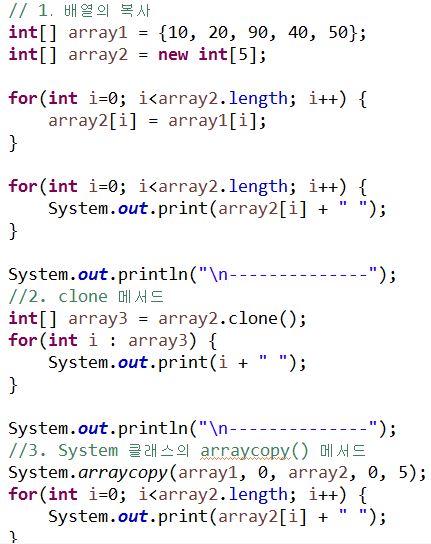 // 1. 배열의 복사
int[] array1 = {10, 20, 90, 40, 50};
int[] array2 = new int[5];
for(int i=0; i<array2.length; i++) {
array2[i] = array1[i];
}
for(int i=0; i<array2.length; i++) {
System.out.print(array2[i] + " ");
}
System.out.println("\n--------------");
//2. clone 메서드
int[] array3 = array2.clone();
for(int i : array3) {
System.out.print(i + " ");
}
System.out.println("\n--------------");
//3. System 클래스의 arraycopy() 메서드
System.arraycopy(array1, 0, array2, 0, 5);
for(int i=0; i<array2.length; i++) {
System.out.print(array2[i] + " ");
}